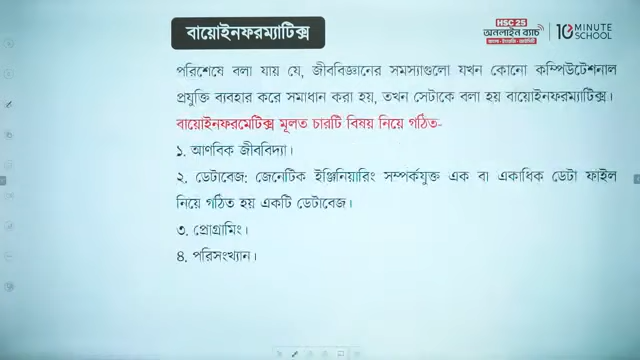 বায়োইনফরম্যাটিক্স
HSC 25
অনলাইন ব্যাচ
বাংলা · ইংরেজি · আইসিটি
10 MINUTE SCHOOL
পরিশেষে বলা যায় যে, জীববিজ্ঞানের সমস্যাগুলো যখন কোনো কম্পিউটেশনাল
প্রযুক্তি ব্যবহার করে সমাধান করা হয়, তখন সেটাকে বলা হয় বায়োইনফরম্যাটিক্স।
বায়োইনফরমেটিক্স মূলত চারটি বিষয় নিয়ে গঠিত-
১. আণবিক জীববিদ্যা।
২. ডেটাবেজ: জেনেটিক ইঞ্জিনিয়ারিং সম্পর্কযুক্ত এক বা একাধিক ডেটা ফাইল
নিয়ে গঠিত হয় একটি ডেটাবেজ।
৩. প্রোগ্রামিং।
৪. পরিসংখ্যান।